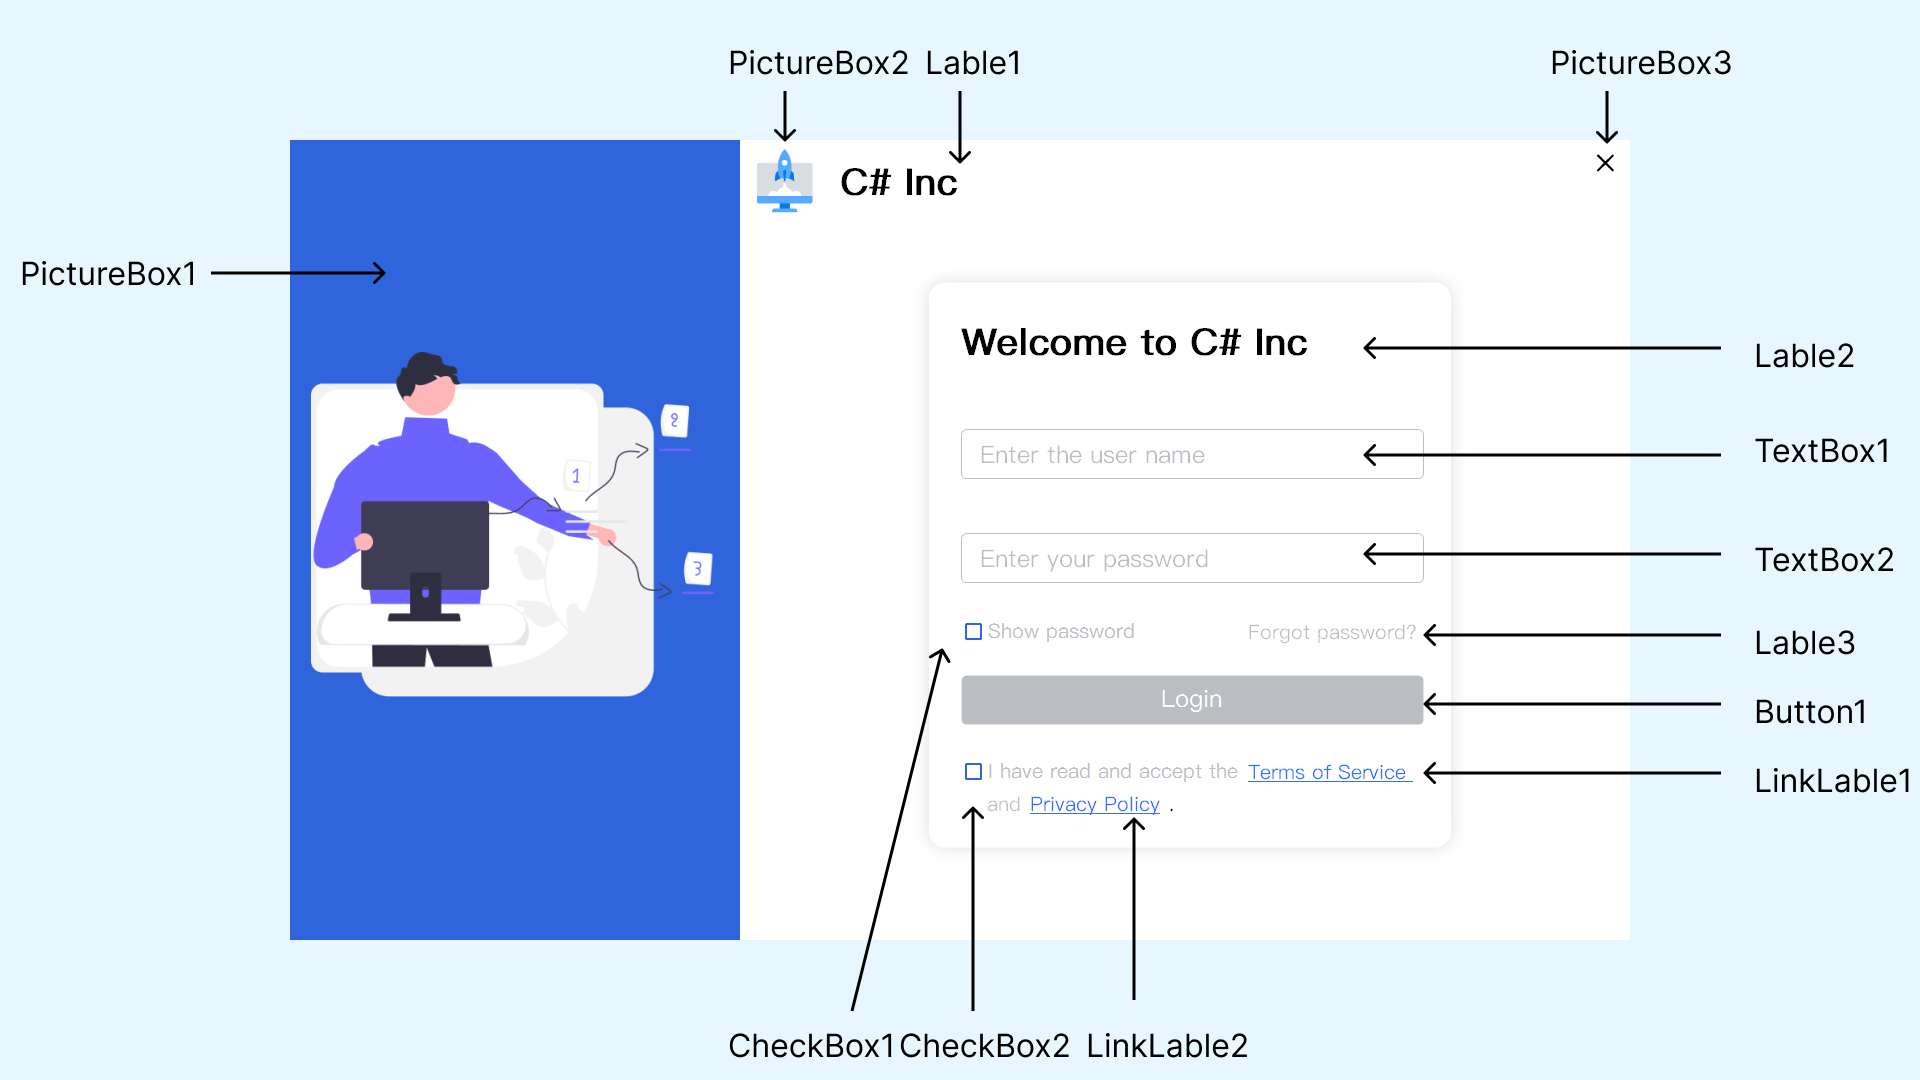 PictureBox2 Lable1 PictureBox3
C# Inc
PictureBox1
Welcome to C# Inc
Lable2
Enter the user name
TextBox1
2
1
Enter your password
TextBox2
3
Show password Forgot password?
Lable3
Login
Button1
I have read and accept the Terms of Service
LinkLable1
and Privacy Policy .
CheckBox1 CheckBox2 LinkLable2